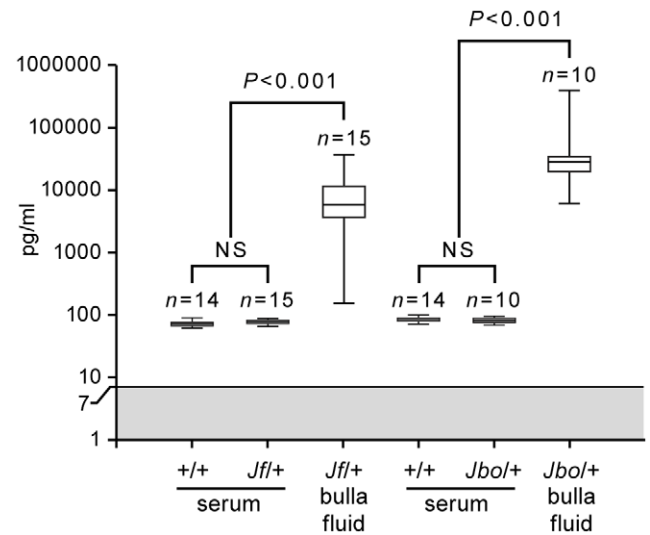 P<0.001
n=10
P<0.001
n=15
1000000
100000
10000
1000
100
10
7
1
pg/ml
NS
NS
n=14 n=15
n=14 n=10
+/+ Jf/+ Jf/+ +/+ Jbo/+ Jbo/+
serum bulla fluid serum bulla fluid